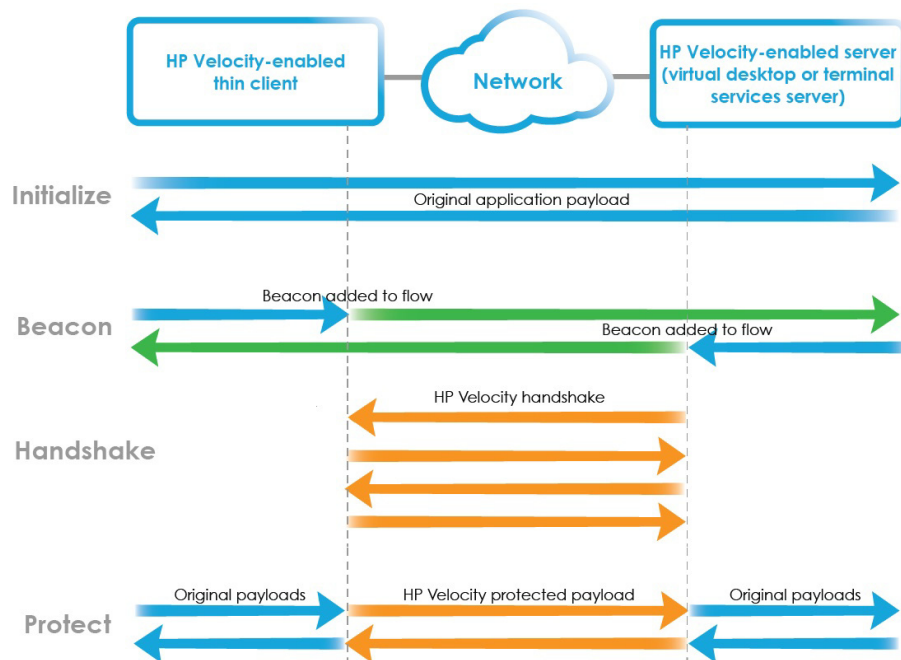 HP Velocity-enabled
thin client
Network
HP Velocity-enabled server
(virtual desktop or terminal
services server)
Initialize
Original application payload
Beacon
Beacon added to flow
Beacon added to flow
Handshake
HP Velocity handshake
Protect
Original payloads
HP Velocity protected payload
Original payloads